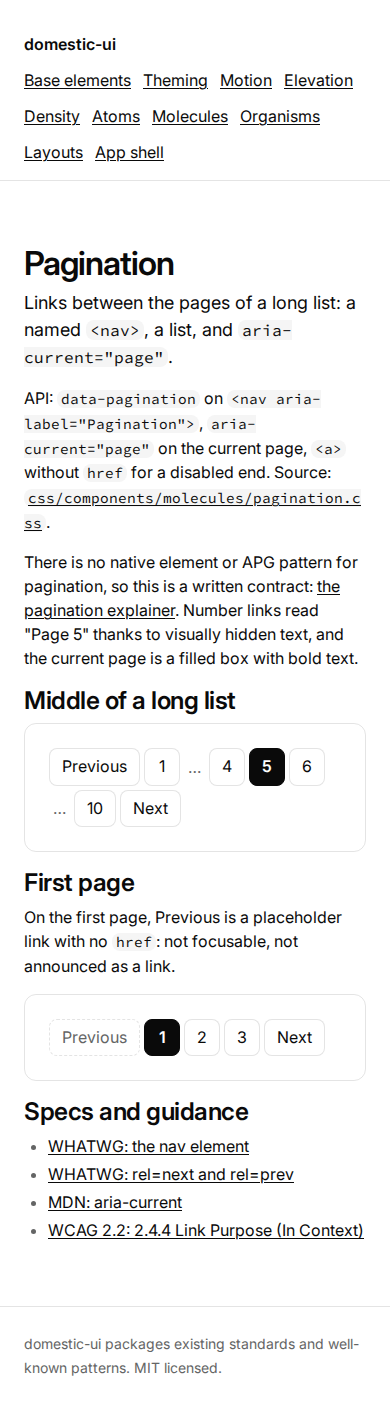 domestic-ui
Base elements Theming Motion Elevation
Density Atoms Molecules Organisms
Layouts App shell
Pagination
Links between the pages of a long list: a
named <nav>, a list, and aria-
current="page".
API: data-pagination on <nav aria-
label="Pagination">, aria-
current="page" on the current page, <a>
without href for a disabled end. Source:
css/components/molecules/pagination.c
ss.
There is no native element or APG pattern for
pagination, so this is a written contract: the
pagination explainer. Number links read
"Page 5" thanks to visually hidden text, and
the current page is a filled box with bold text.
Middle of a long list
Previous 1 … 4 5 6
… 10 Next
First page
On the first page, Previous is a placeholder
link with no href: not focusable, not
announced as a link.
Previous 1 2 3 Next
Specs and guidance
• WHATWG: the nav element
• WHATWG: rel=next and rel=prev
• MDN: aria-current
• WCAG 2.2: 2.4.4 Link Purpose (In Context)
domestic-ui packages existing standards and well-
known patterns. MIT licensed.